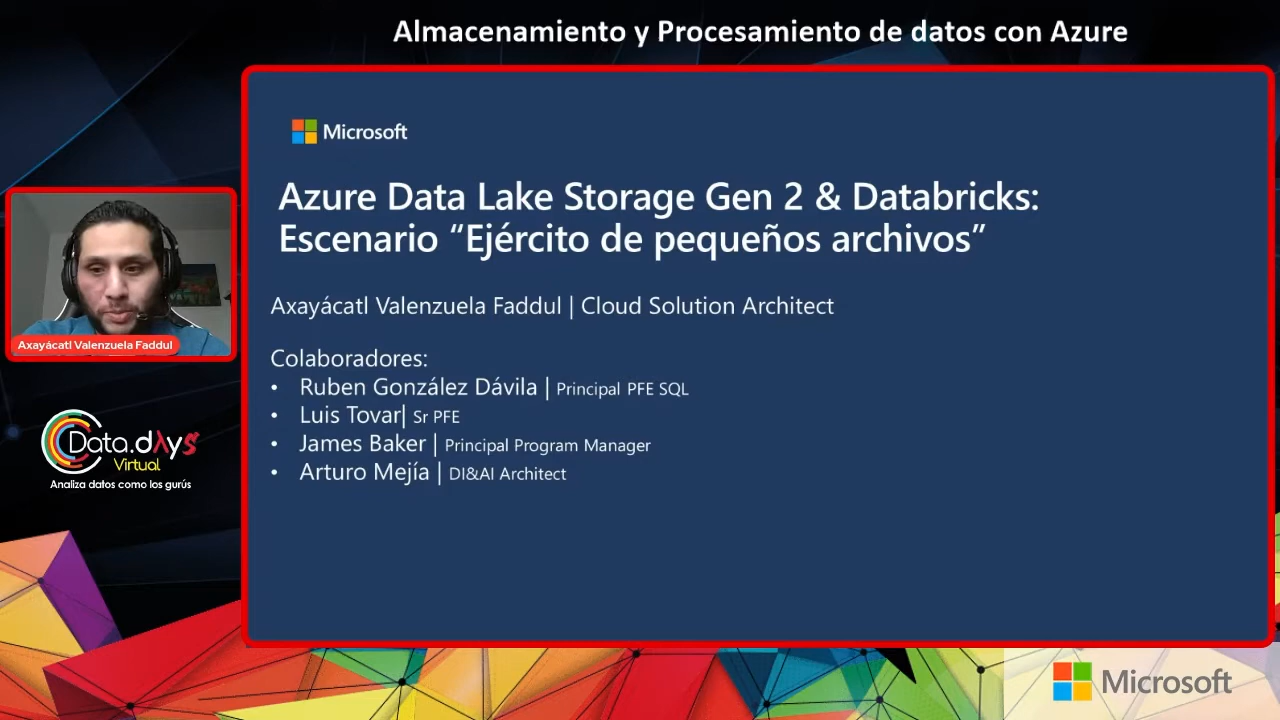 Almacenamiento y Procesamiento de datos con Azure
Microsoft
Azure Data Lake Storage Gen 2 & Databricks:
Escenario “Ejército de pequeños archivos”
Axayácatl Valenzuela Faddul | Cloud Solution Architect
Colaboradores:
• Ruben González Dávila | Principal PFE SQL
• Luis Tovar| Sr PFE
• James Baker | Principal Program Manager
• Arturo Mejía | DI&AI Architect
Axayácatl Valenzuela Faddul
Data.dAys
Virtual
Analiza datos como los gurús
Microsoft